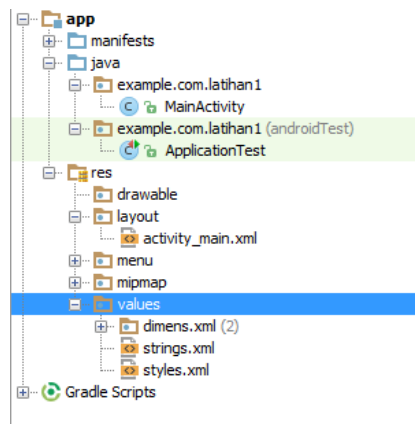 app
manifests
java
example.com.latihan1
MainActivity
example.com.latihan1 (androidTest)
ApplicationTest
res
drawable
layout
activity_main.xml
menu
mipmap
values
dimens.xml (2)
strings.xml
styles.xml
Gradle Scripts